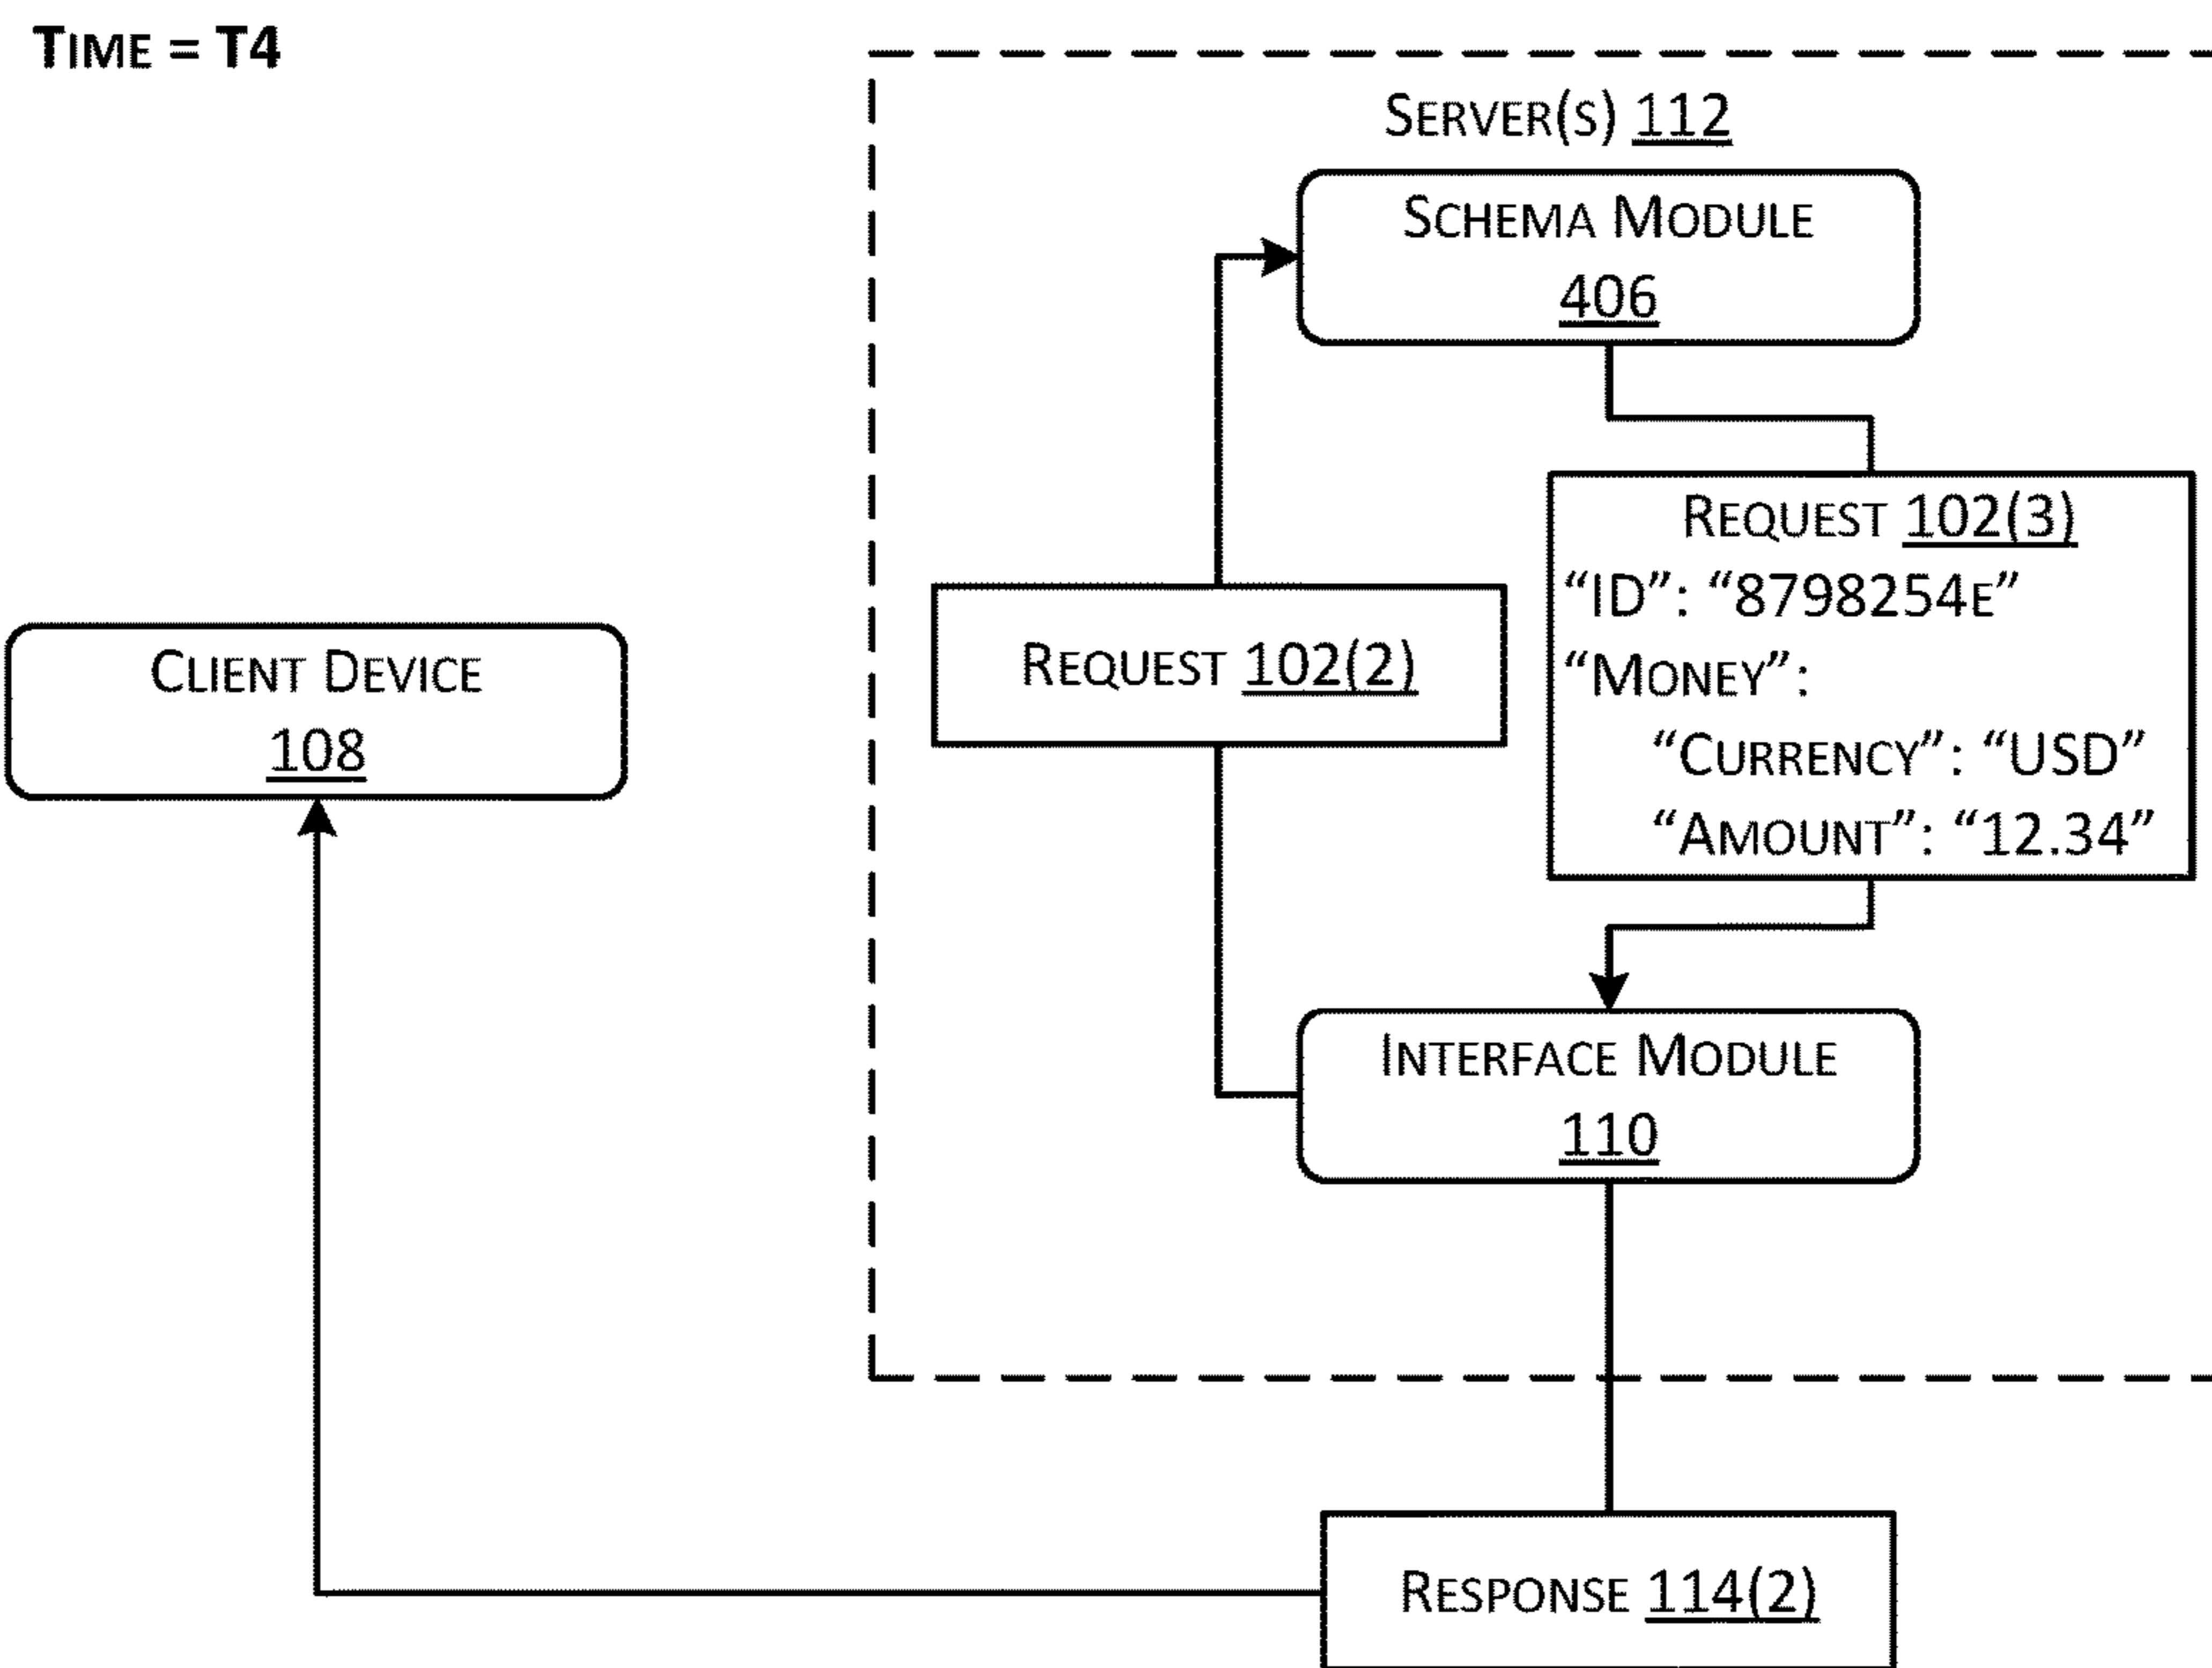 TIME = T4
SERVER(S) 112
SCHEMA MODULE
406
REQUEST 102(3)
“ID”: “8798254E”
“MONEY”:
“CURRENCY”: “USD”
“AMOUNT”: “12.34”
REQUEST 102(2)
CLIENT DEVICE
108
INTERFACE MODULE
110
RESPONSE 114(2)